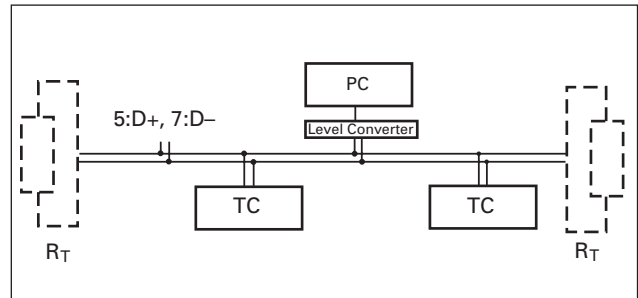 PC
5:D+, 7:D–
Level Converter
TC
TC
RT
RT